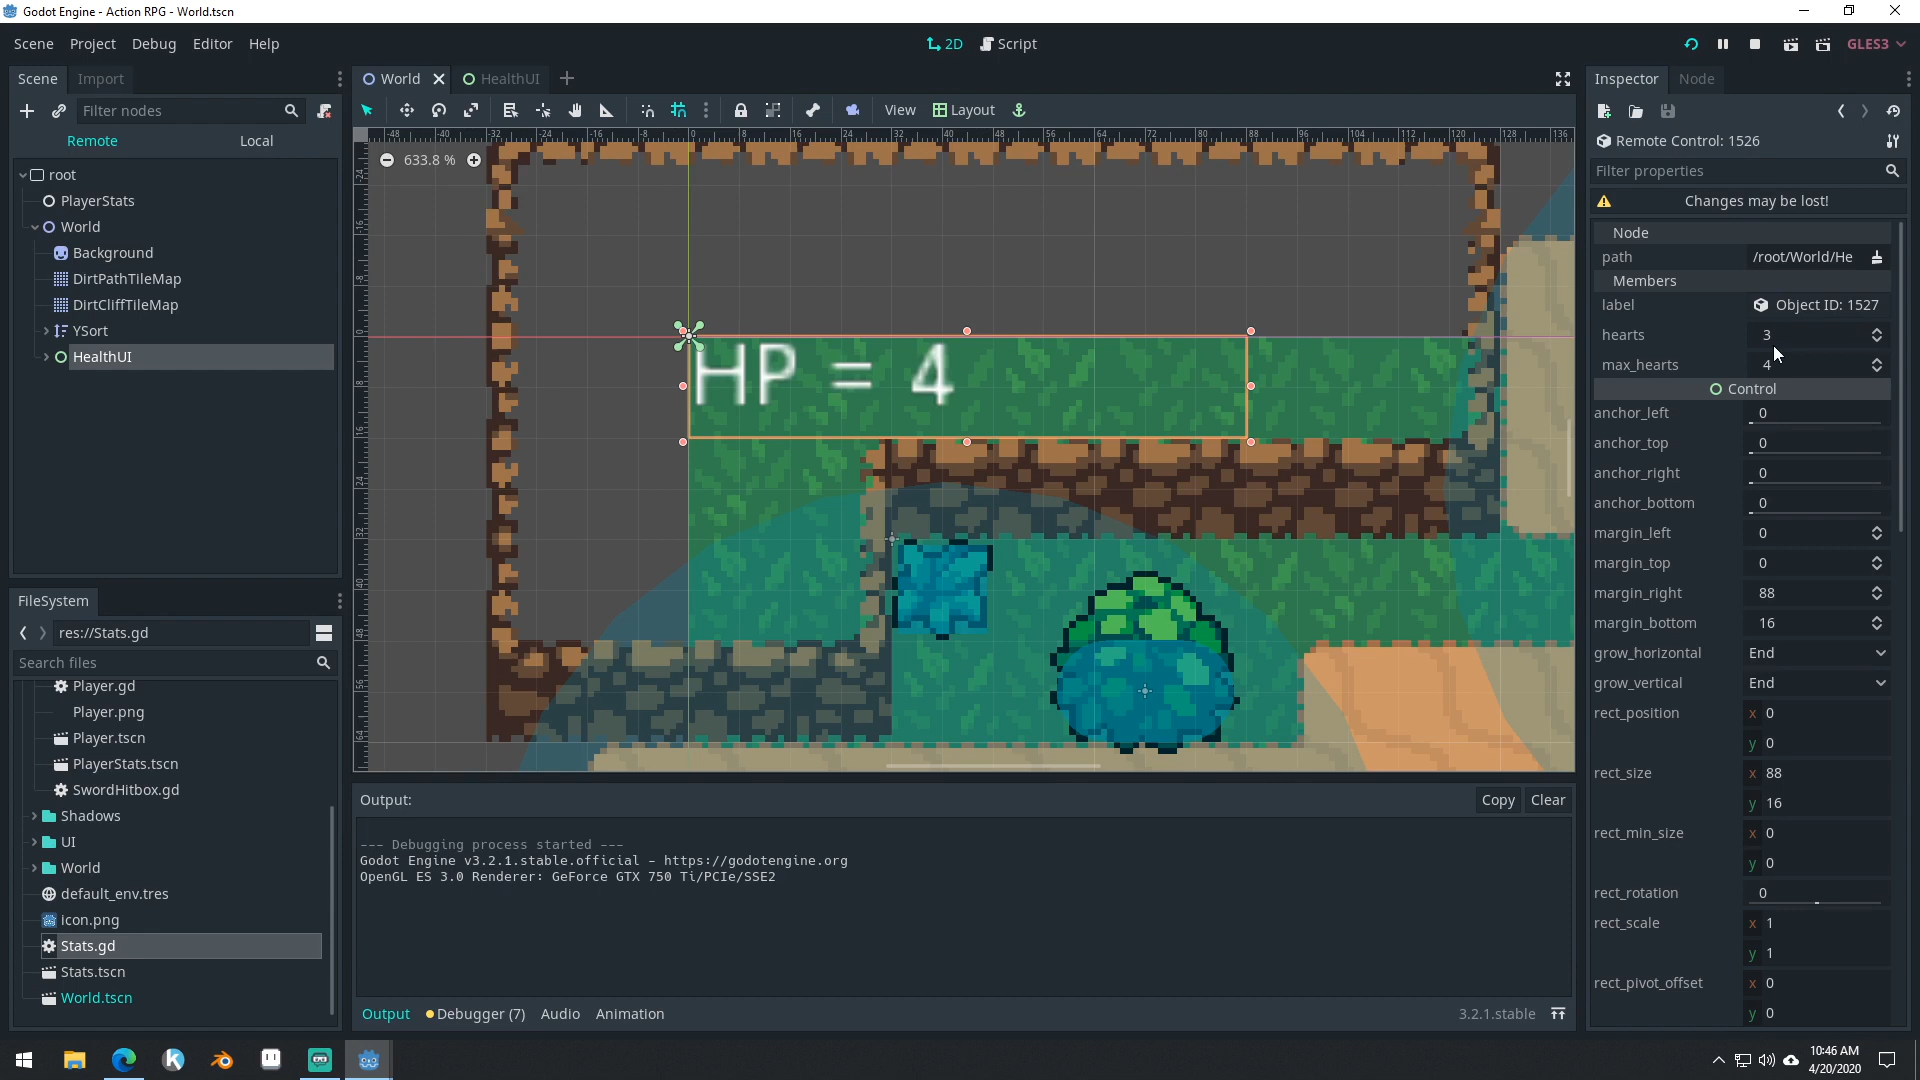 Godot Engine - Action RPG - World.tscn
Scene Project Debug Editor Help
2D Script
GLES3
Scene Import
World HealthUI
Inspector Node
Filter nodes
View Layout
Remote Local
Remote Control: 1526
633.8 %
Filter properties
Changes may be lost!
root
PlayerStats
World
Background
DirtPathTileMap
DirtCliffTileMap
YSort
HealthUI
HP = 4
Node
path /root/World/He
Members
label Object ID: 1527
hearts 3
max_hearts 4
Control
anchor_left 0
anchor_top 0
anchor_right 0
anchor_bottom 0
margin_left 0
margin_top 0
margin_right 88
margin_bottom 16
grow_horizontal End
grow_vertical End
rect_position x 0
y 0
rect_size x 88
y 16
rect_min_size x 0
y 0
rect_rotation 0
rect_scale x 1
y 1
rect_pivot_offset x 0
y 0
FileSystem
res://Stats.gd
Search files
Player.gd
Player.png
Player.tscn
PlayerStats.tscn
SwordHitbox.gd
Shadows
UI
World
default_env.tres
icon.png
Stats.gd
Stats.tscn
World.tscn
Output:
Copy Clear
--- Debugging process started ---
Godot Engine v3.2.1.stable.official - https://godotengine.org
OpenGL ES 3.0 Renderer: GeForce GTX 750 Ti/PCIe/SSE2
Output Debugger (7) Audio Animation
3.2.1.stable
10:46 AM
4/20/2020